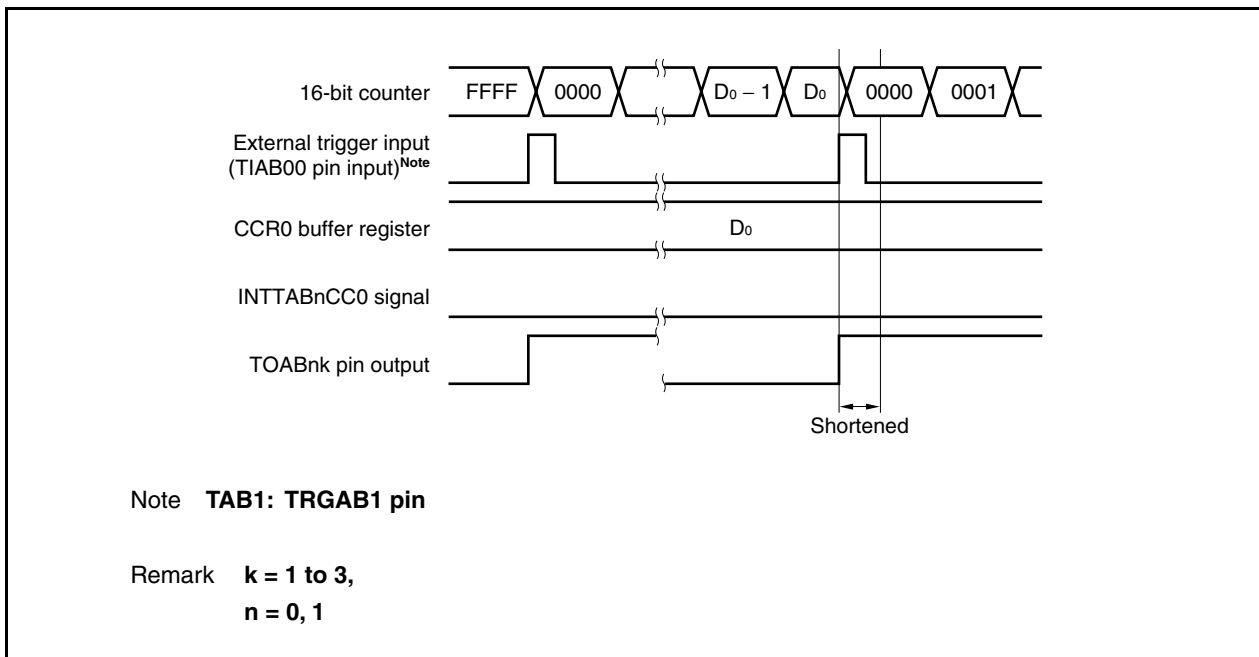 16-bit counter FFFF 0000 D0 – 1 D0 0000 0001
External trigger input
(TIAB00 pin input)Note
CCR0 buffer register D0
INTTABnCC0 signal
TOABnk pin output
Shortened
Note TAB1: TRGAB1 pin
Remark k = 1 to 3,
n = 0, 1